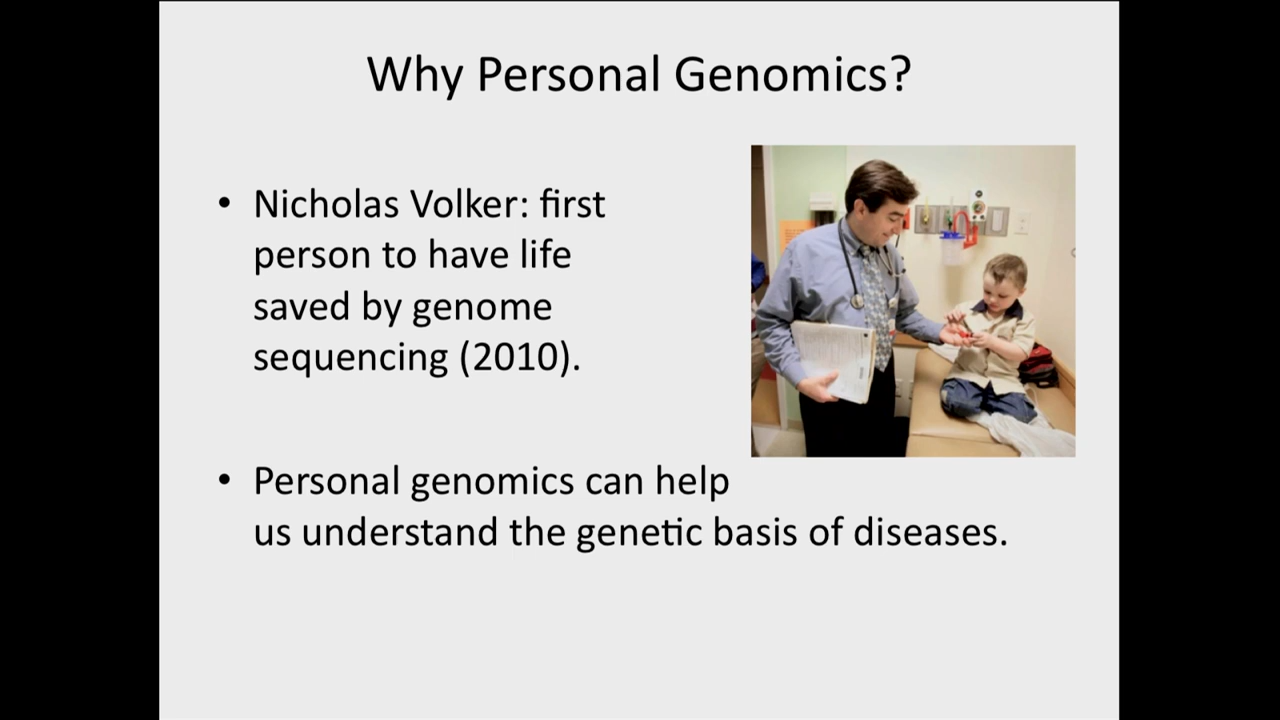 Why Personal Genomics?
• Nicholas Volker: first
person to have life
saved by genome
sequencing (2010).
• Personal genomics can help
us understand the genetic basis of diseases.